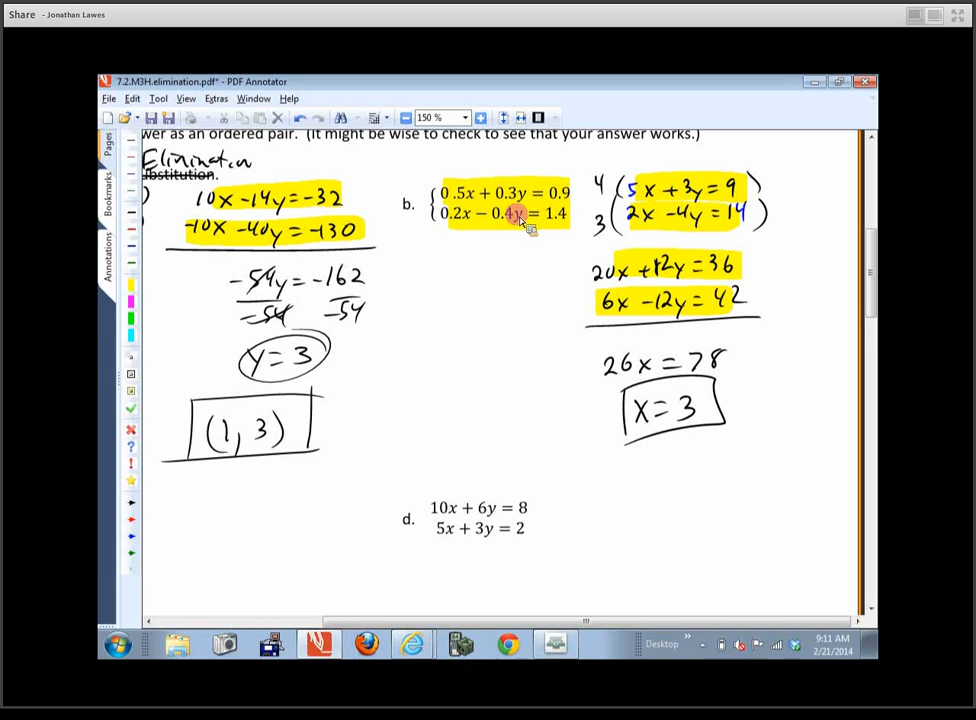 Share - Jonathan Lawes
7.2.M3H.elimination.pdf* - PDF Annotator
File Edit Tool View Extras Window Help
150 %
Pages
Bookmarks
Annotations
wer as an ordered pair. (It might be wise to check to see that your answer works.)
Elimination
bstitution.
)
10x -14y = -32
-10x -40y = -130
-54y = -162
-54 -54
y = 3
(1, 3)
b. 0.5x + 0.3y = 0.9
0.2x − 0.4y = 1.4
4 (5x + 3y = 9)
3 (2x - 4y = 14)
20x + 12y = 36
6x - 12y = 42
26x = 78
x = 3
d. 10x + 6y = 8
5x + 3y = 2
Desktop
9:11 AM
2/21/2014